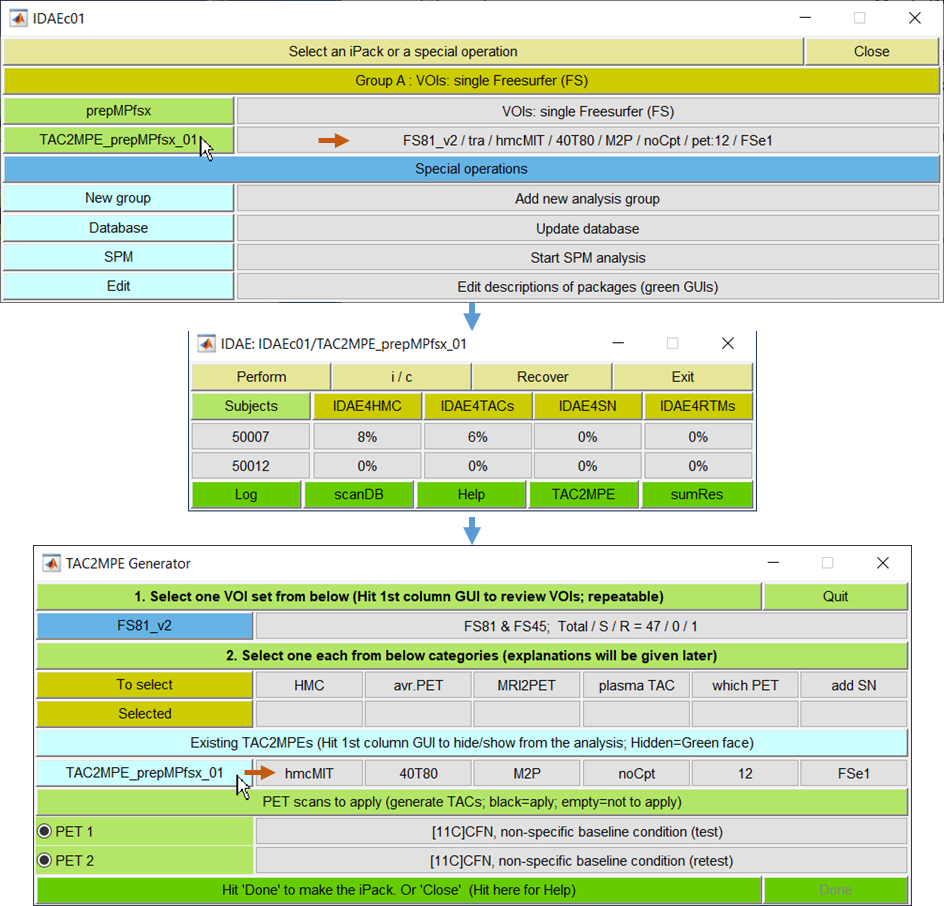 IDAEc01
Select an iPack or a special operation Close
Group A : VOIs: single Freesurfer (FS)
prepMPfsx VOIs: single Freesurfer (FS)
TAC2MPE_prepMPfsx_01 FS81_v2 / tra / hmcMIT / 40T80 / M2P / noCpt / pet:12 / FSe1
Special operations
New group Add new analysis group
Database Update database
SPM Start SPM analysis
Edit Edit descriptions of packages (green GUIs)
IDAE: IDAEc01/TAC2MPE_prepMPfsx_01
Perform i / c Recover Exit
Subjects IDAE4HMC IDAE4TACs IDAE4SN IDAE4RTMs
50007 8% 6% 0% 0%
50012 0% 0% 0% 0%
Log scanDB Help TAC2MPE sumRes
TAC2MPE Generator
1. Select one VOI set from below (Hit 1st column GUI to review VOIs; repeatable) Quit
FS81_v2 FS81 & FS45; Total / S / R = 47 / 0 / 1
2. Select one each from below categories (explanations will be given later)
To select HMC avr.PET MRI2PET plasma TAC which PET add SN
Selected
Existing TAC2MPEs (Hit 1st column GUI to hide/show from the analysis; Hidden=Green face)
TAC2MPE_prepMPfsx_01 hmcMIT 40T80 M2P noCpt 12 FSe1
PET scans to apply (generate TACs; black=aply; empty=not to apply)
PET 1 [11C]CFN, non-specific baseline condition (test)
PET 2 [11C]CFN, non-specific baseline condition (retest)
Hit 'Done' to make the iPack. Or 'Close' (Hit here for Help) Done